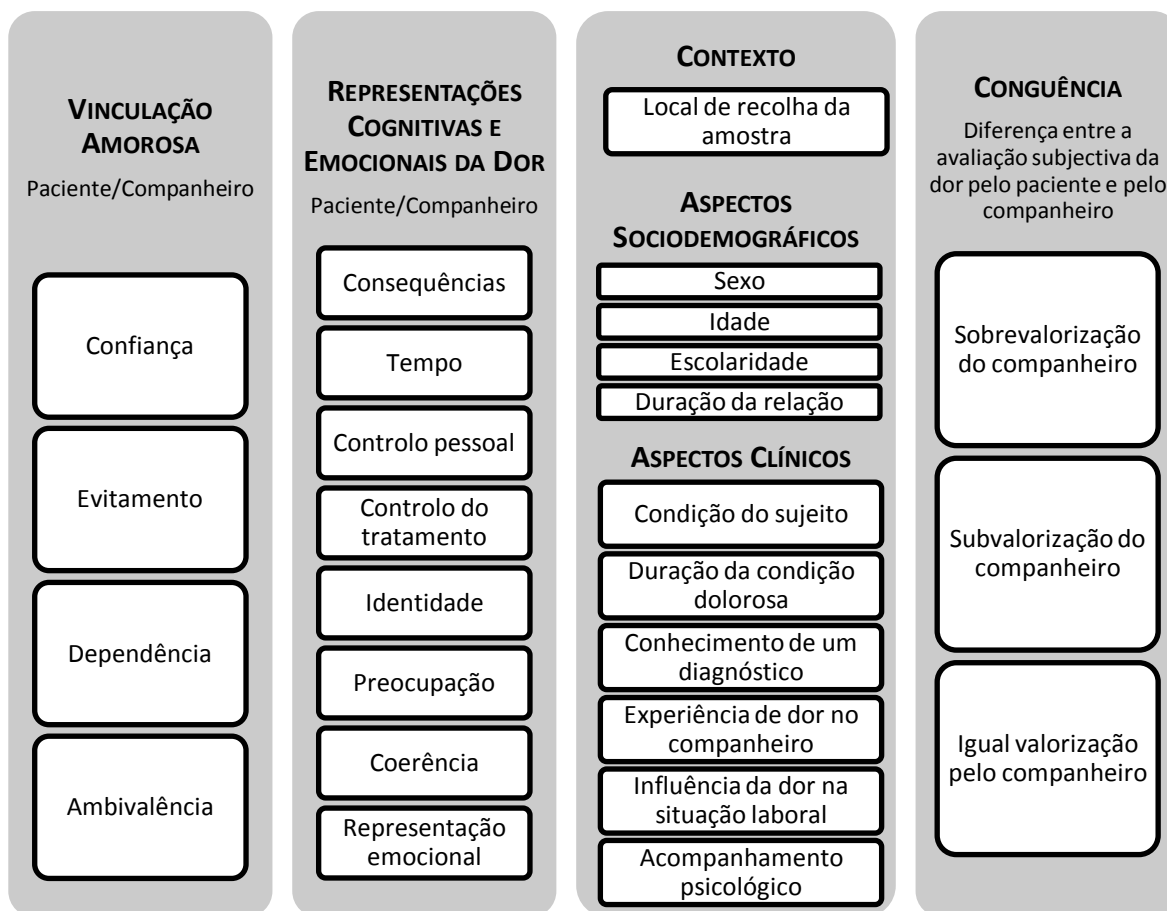 VINCULAÇÃO
AMOROSA
Paciente/Companheiro
Confiança
Evitamento
Dependência
Ambivalência
REPRESENTAÇÕES
COGNITIVAS E
EMOCIONAIS DA DOR
Paciente/Companheiro
Consequências
Tempo
Controlo pessoal
Controlo do
tratamento
Identidade
Preocupação
Coerência
Representação
emocional
CONTEXTO
Local de recolha da
amostra
ASPECTOS
SOCIODEMOGRÁFICOS
Sexo
Idade
Escolaridade
Duração da relação
ASPECTOS CLÍNICOS
Condição do sujeito
Duração da condição
dolorosa
Conhecimento de um
diagnóstico
Experiência de dor no
companheiro
Influência da dor na
situação laboral
Acompanhamento
psicológico
CONGUÊNCIA
Diferença entre a
avaliação subjectiva da
dor pelo paciente e pelo
companheiro
Sobrevalorização
do companheiro
Subvalorização do
companheiro
Igual valorização
pelo companheiro